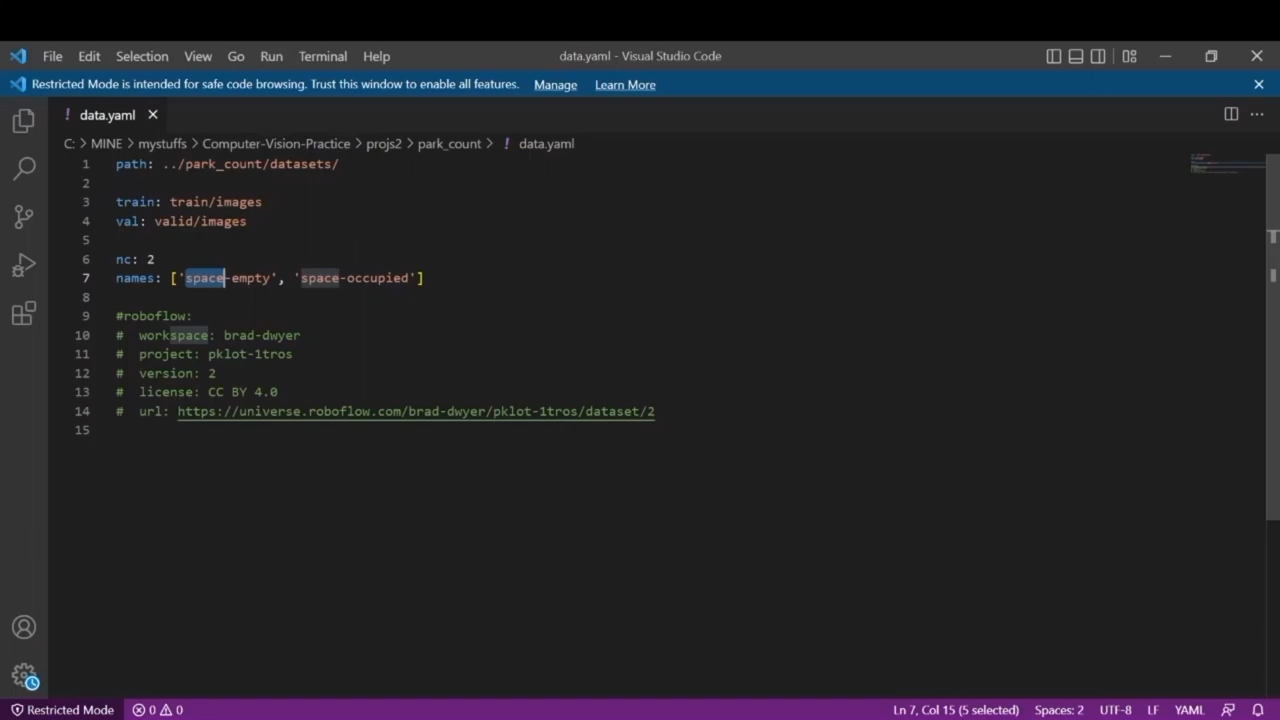 File Edit Selection View Go Run Terminal Help data.yaml - Visual Studio Code
Restricted Mode is intended for safe code browsing. Trust this window to enable all features. Manage Learn More
! data.yaml
C: > MINE > mystuffs > Computer-Vision-Practice > projs2 > park_count > ! data.yaml
1 path: ../park_count/datasets/
2
3 train: train/images
4 val: valid/images
5
6 nc: 2
7 names: ['space-empty', 'space-occupied']
8
9 #roboflow:
10 #  workspace: brad-dwyer
11 #  project: pklot-1tros
12 #  version: 2
13 #  license: CC BY 4.0
14 #  url: https://universe.roboflow.com/brad-dwyer/pklot-1tros/dataset/2
15
Restricted Mode 0 0 Ln 7, Col 15 (5 selected) Spaces: 2 UTF-8 LF YAML